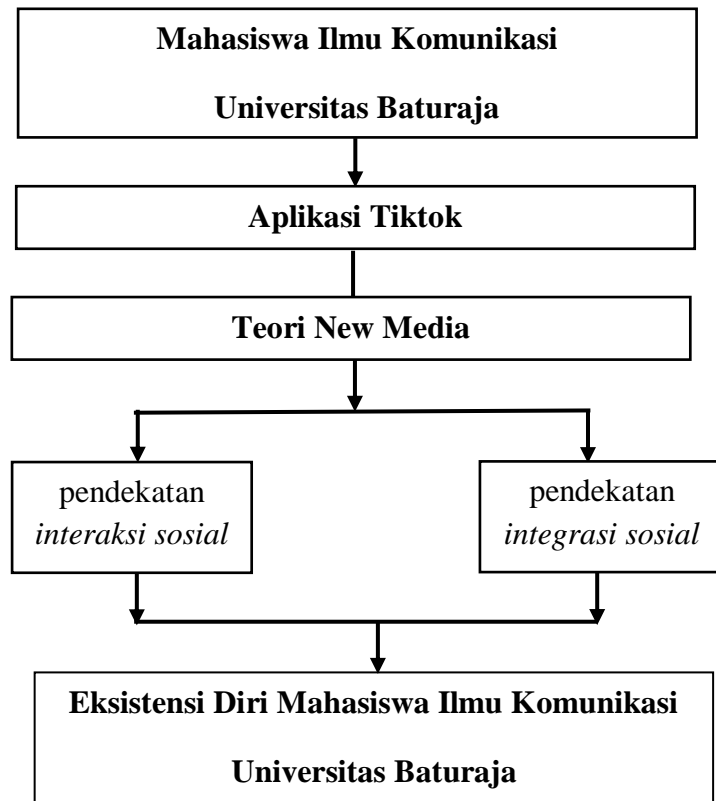 Mahasiswa Ilmu Komunikasi
Universitas Baturaja
Aplikasi Tiktok
Teori New Media
pendekatan
interaksi sosial
pendekatan
integrasi sosial
Eksistensi Diri Mahasiswa Ilmu Komunikasi
Universitas Baturaja